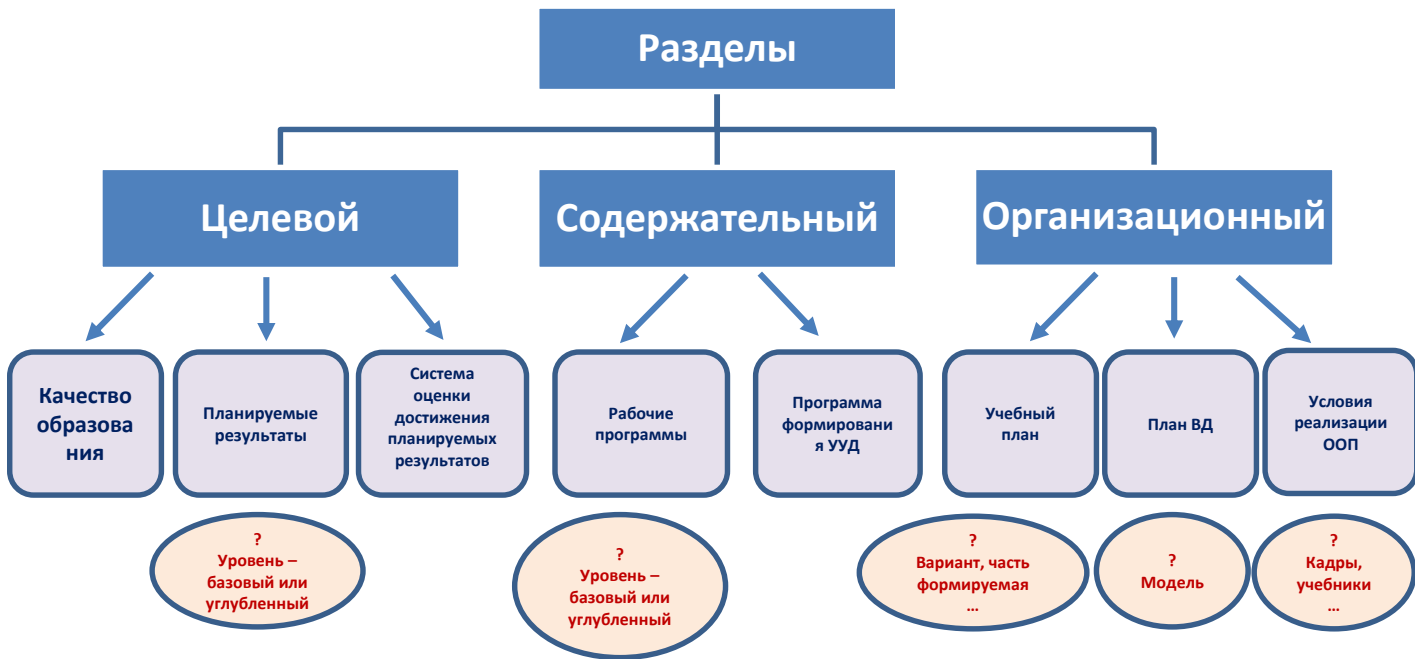 Разделы
Целевой
Содержательный
Организационный
Качество
образова
ния
Планируемые
результаты
Система
оценки
достижения
планируемых
результатов
Рабочие
программы
Программа
формировани
я УУД
Учебный
план
План ВД
Условия
реализации
ООП
?
Уровень –
базовый или
углубленный
?
Уровень –
базовый или
углубленный
?
Вариант, часть
формируемая
...
?
Модель
?
Кадры,
учебники
...